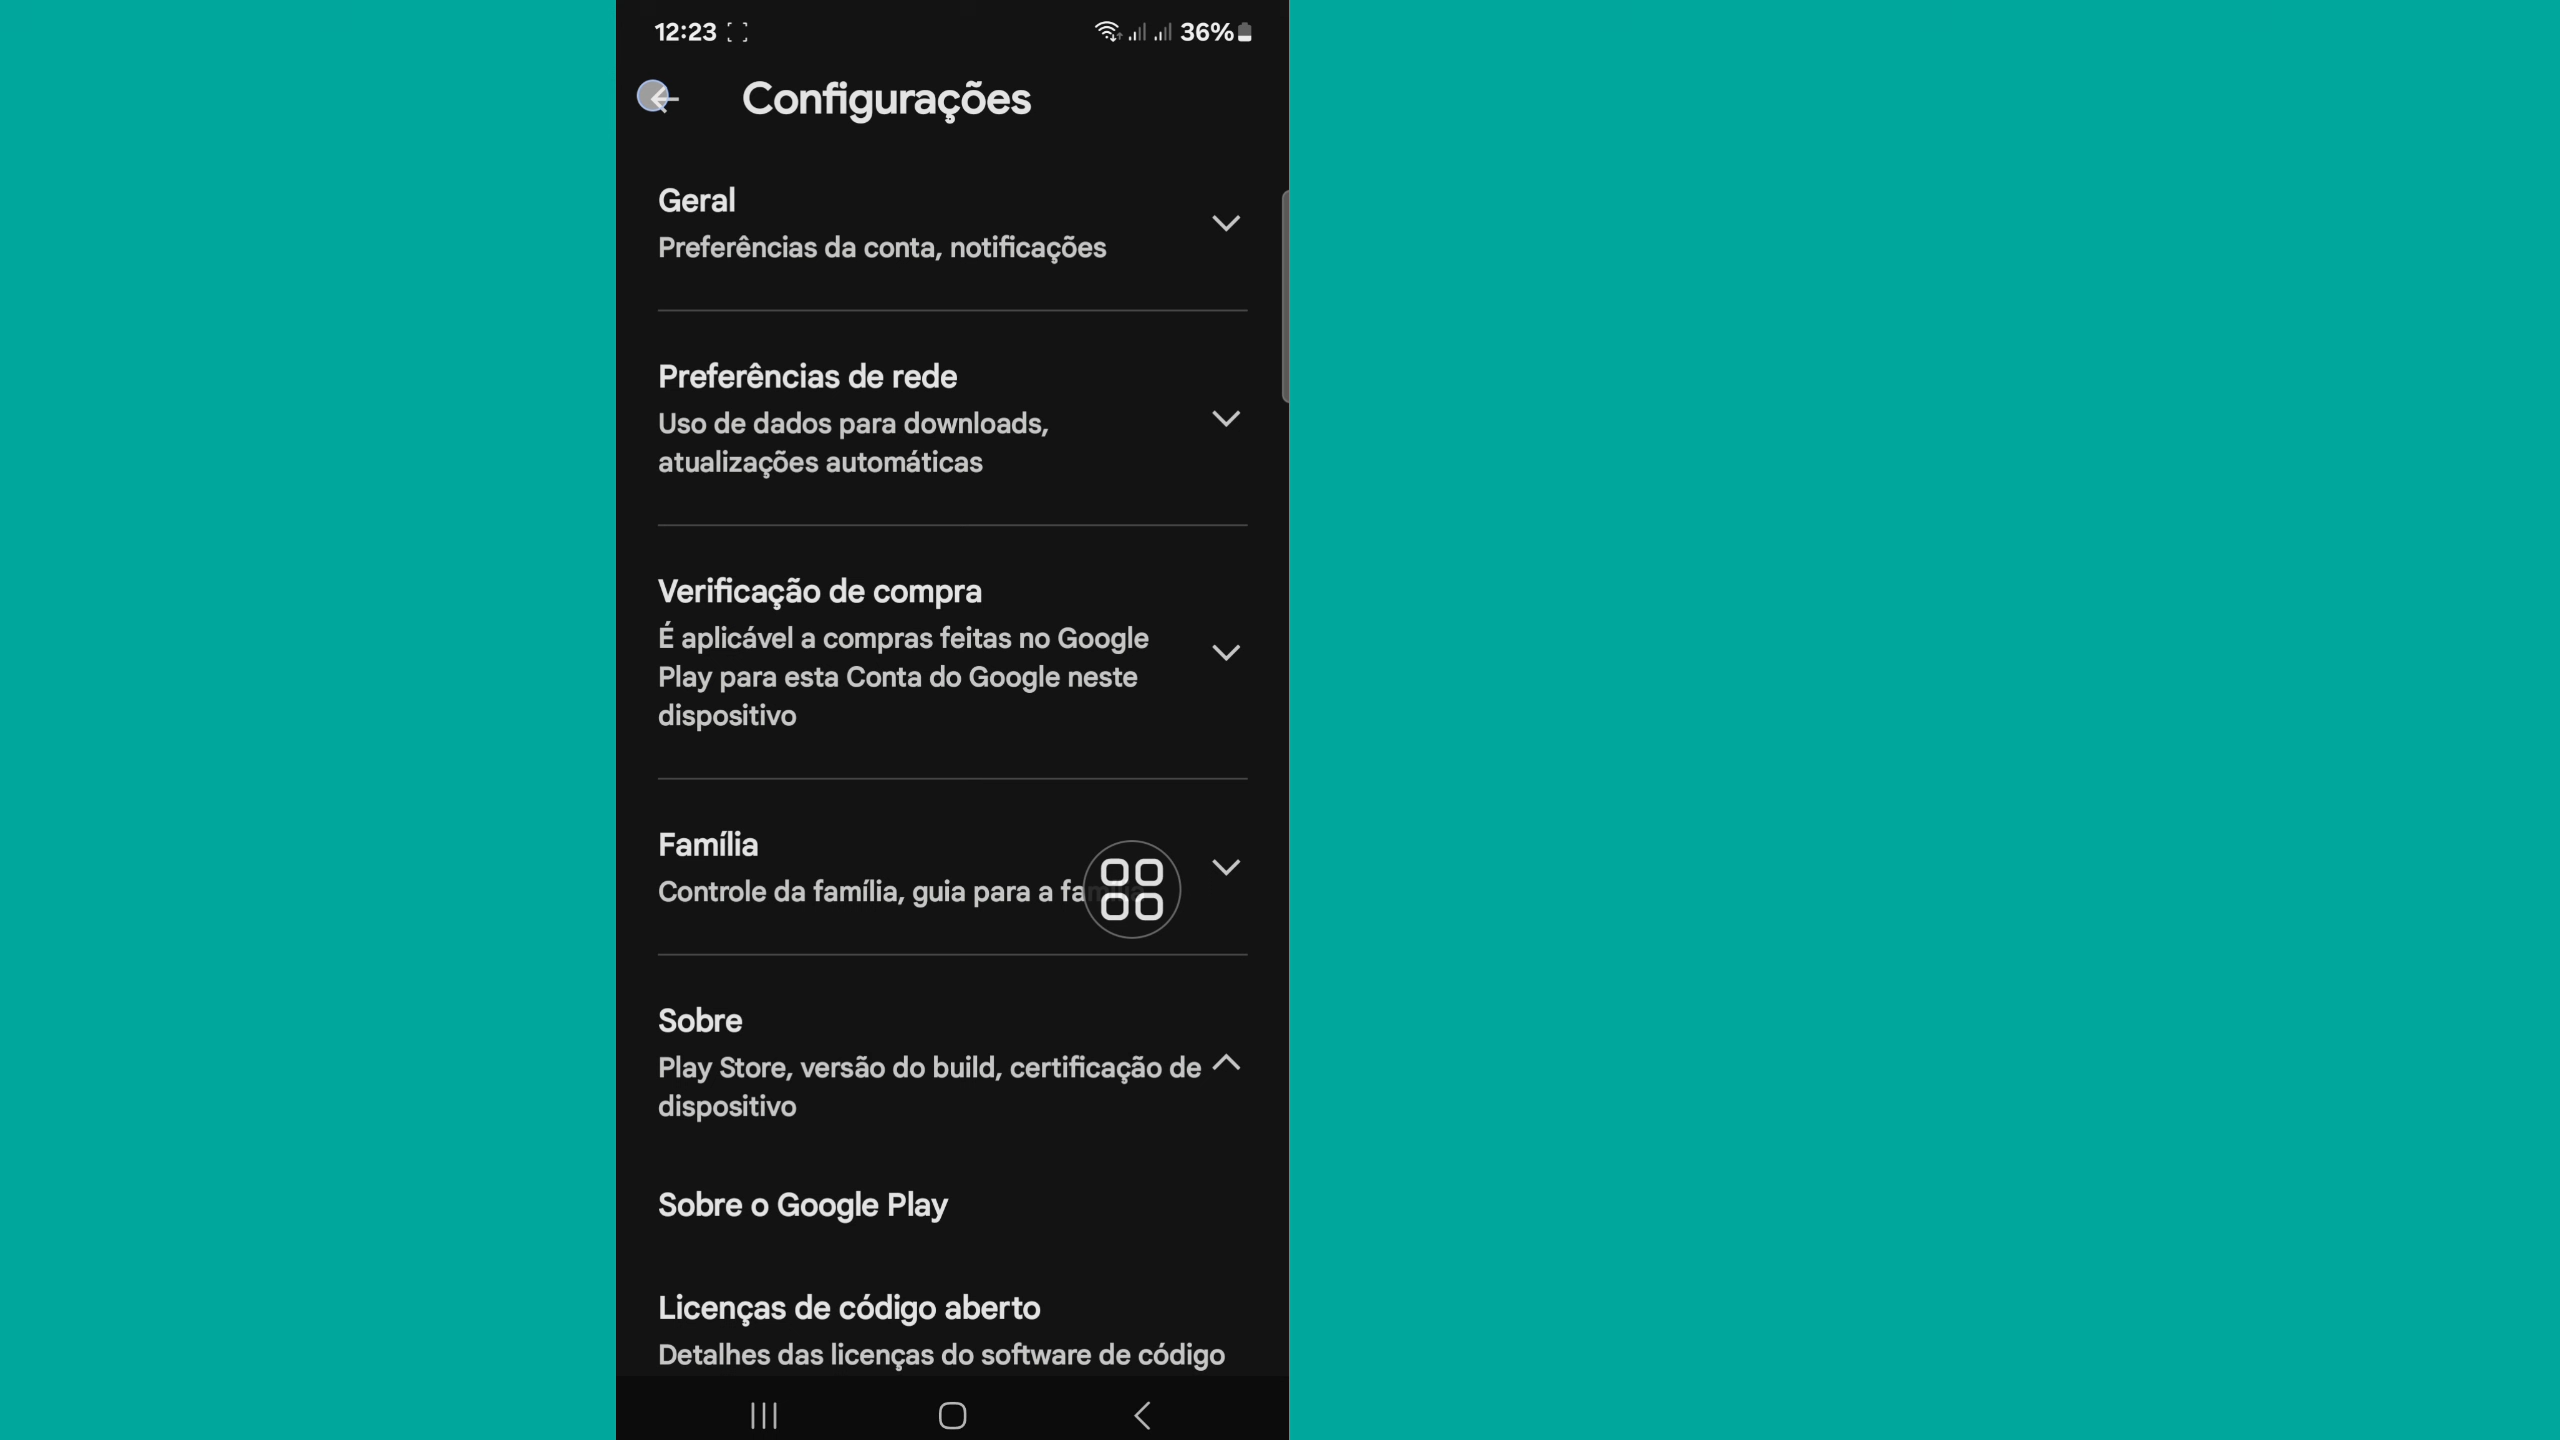 12:23
36%
Configurações
Geral
Preferências da conta, notificações
Preferências de rede
Uso de dados para downloads,
atualizações automáticas
Verificação de compra
É aplicável a compras feitas no Google
Play para esta Conta do Google neste
dispositivo
Família
Controle da família, guia para a
Sobre
Play Store, versão do build, certificação de
dispositivo
Sobre o Google Play
Licenças de código aberto
Detalhes das licenças do software de código